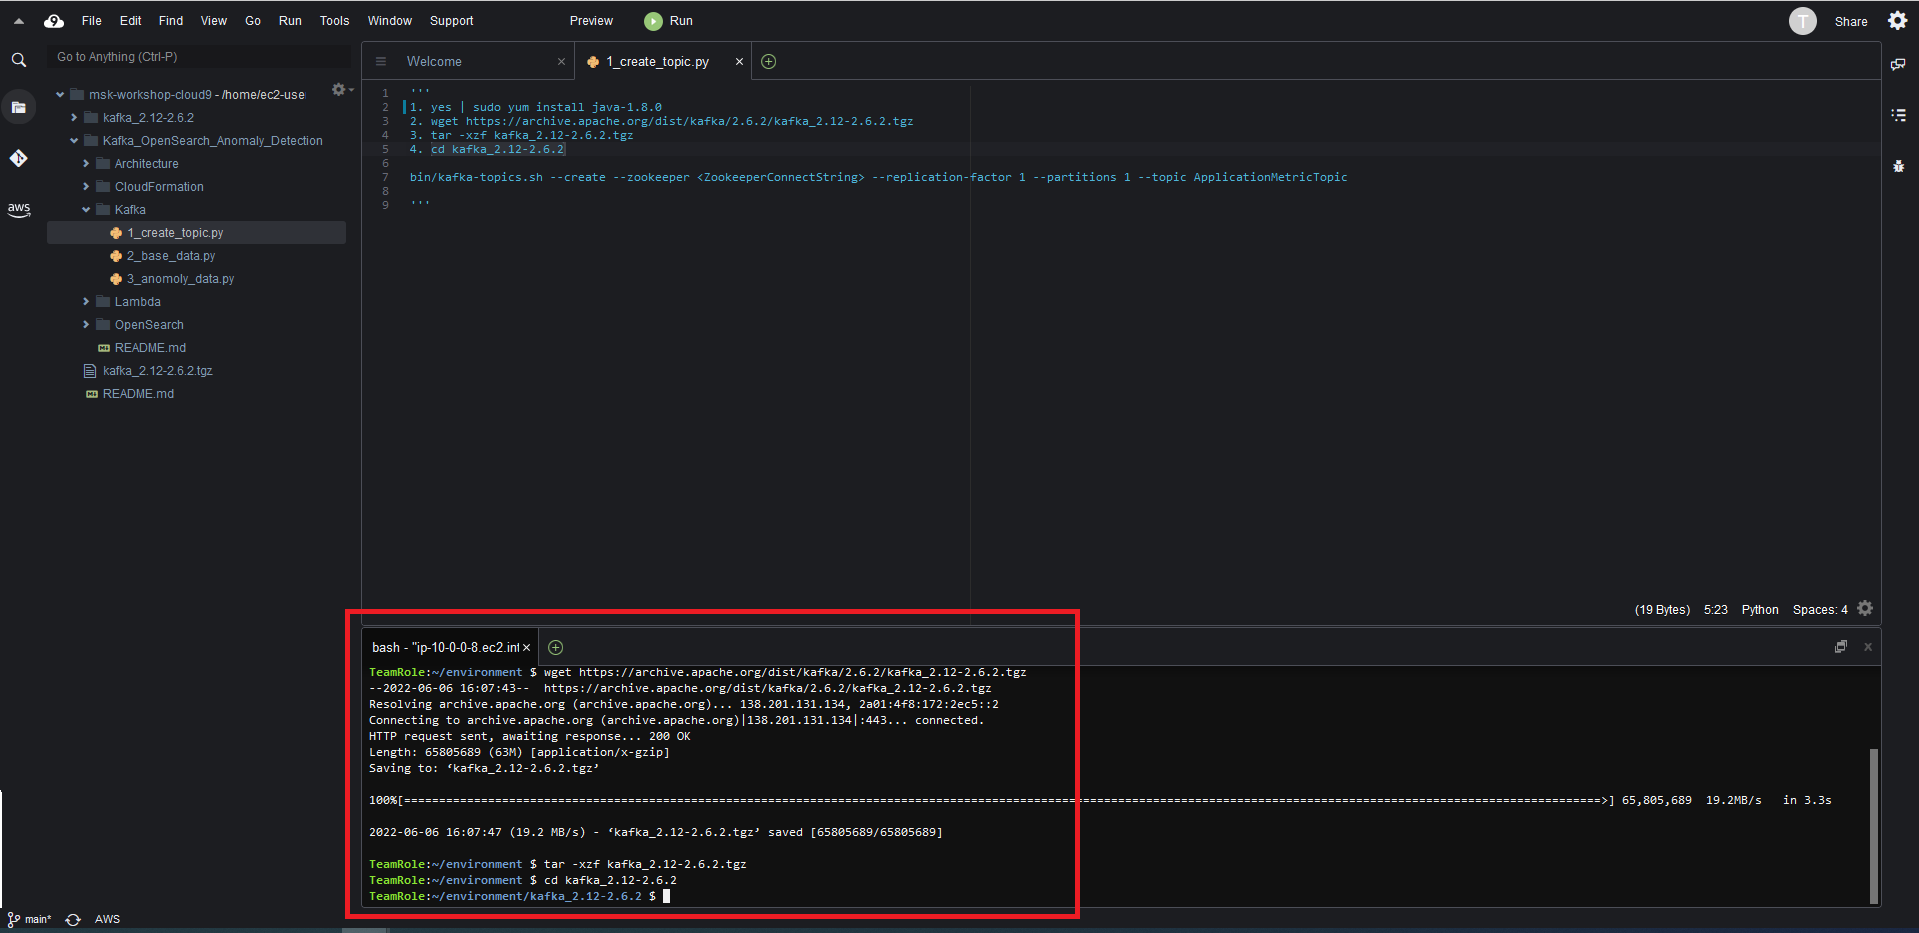 9 File Edit Find View Go Run Tools Window Support Preview Run T Share
Go to Anything (Ctrl-P)
msk-workshop-cloud9 - /home/ec2-use
kafka_2.12-2.6.2
Kafka_OpenSearch_Anomaly_Detection
Architecture
CloudFormation
Kafka
1_create_topic.py
2_base_data.py
3_anomoly_data.py
Lambda
OpenSearch
README.md
kafka_2.12-2.6.2.tgz
README.md
aws
Welcome × 1_create_topic.py ×
1 '''
2 1. yes | sudo yum install java-1.8.0
3 2. wget https://archive.apache.org/dist/kafka/2.6.2/kafka_2.12-2.6.2.tgz
4 3. tar -xzf kafka_2.12-2.6.2.tgz
5 4. cd kafka_2.12-2.6.2
6
7 bin/kafka-topics.sh --create --zookeeper <ZookeeperConnectString> --replication-factor 1 --partitions 1 --topic ApplicationMetricTopic
8
9 '''
(19 Bytes) 5:23 Python Spaces: 4
bash - "ip-10-0-0-8.ec2.int ×
TeamRole:~/environment $ wget https://archive.apache.org/dist/kafka/2.6.2/kafka_2.12-2.6.2.tgz
--2022-06-06 16:07:43-- https://archive.apache.org/dist/kafka/2.6.2/kafka_2.12-2.6.2.tgz
Resolving archive.apache.org (archive.apache.org)... 138.201.131.134, 2a01:4f8:172:2ec5::2
Connecting to archive.apache.org (archive.apache.org)|138.201.131.134|:443... connected.
HTTP request sent, awaiting response... 200 OK
Length: 65805689 (63M) [application/x-gzip]
Saving to: ‘kafka_2.12-2.6.2.tgz’
100%[===========================================================================================================================================================================>] 65,805,689 19.2MB/s in 3.3s
2022-06-06 16:07:47 (19.2 MB/s) - ‘kafka_2.12-2.6.2.tgz’ saved [65805689/65805689]
TeamRole:~/environment $ tar -xzf kafka_2.12-2.6.2.tgz
TeamRole:~/environment $ cd kafka_2.12-2.6.2
TeamRole:~/environment/kafka_2.12-2.6.2 $
main* AWS